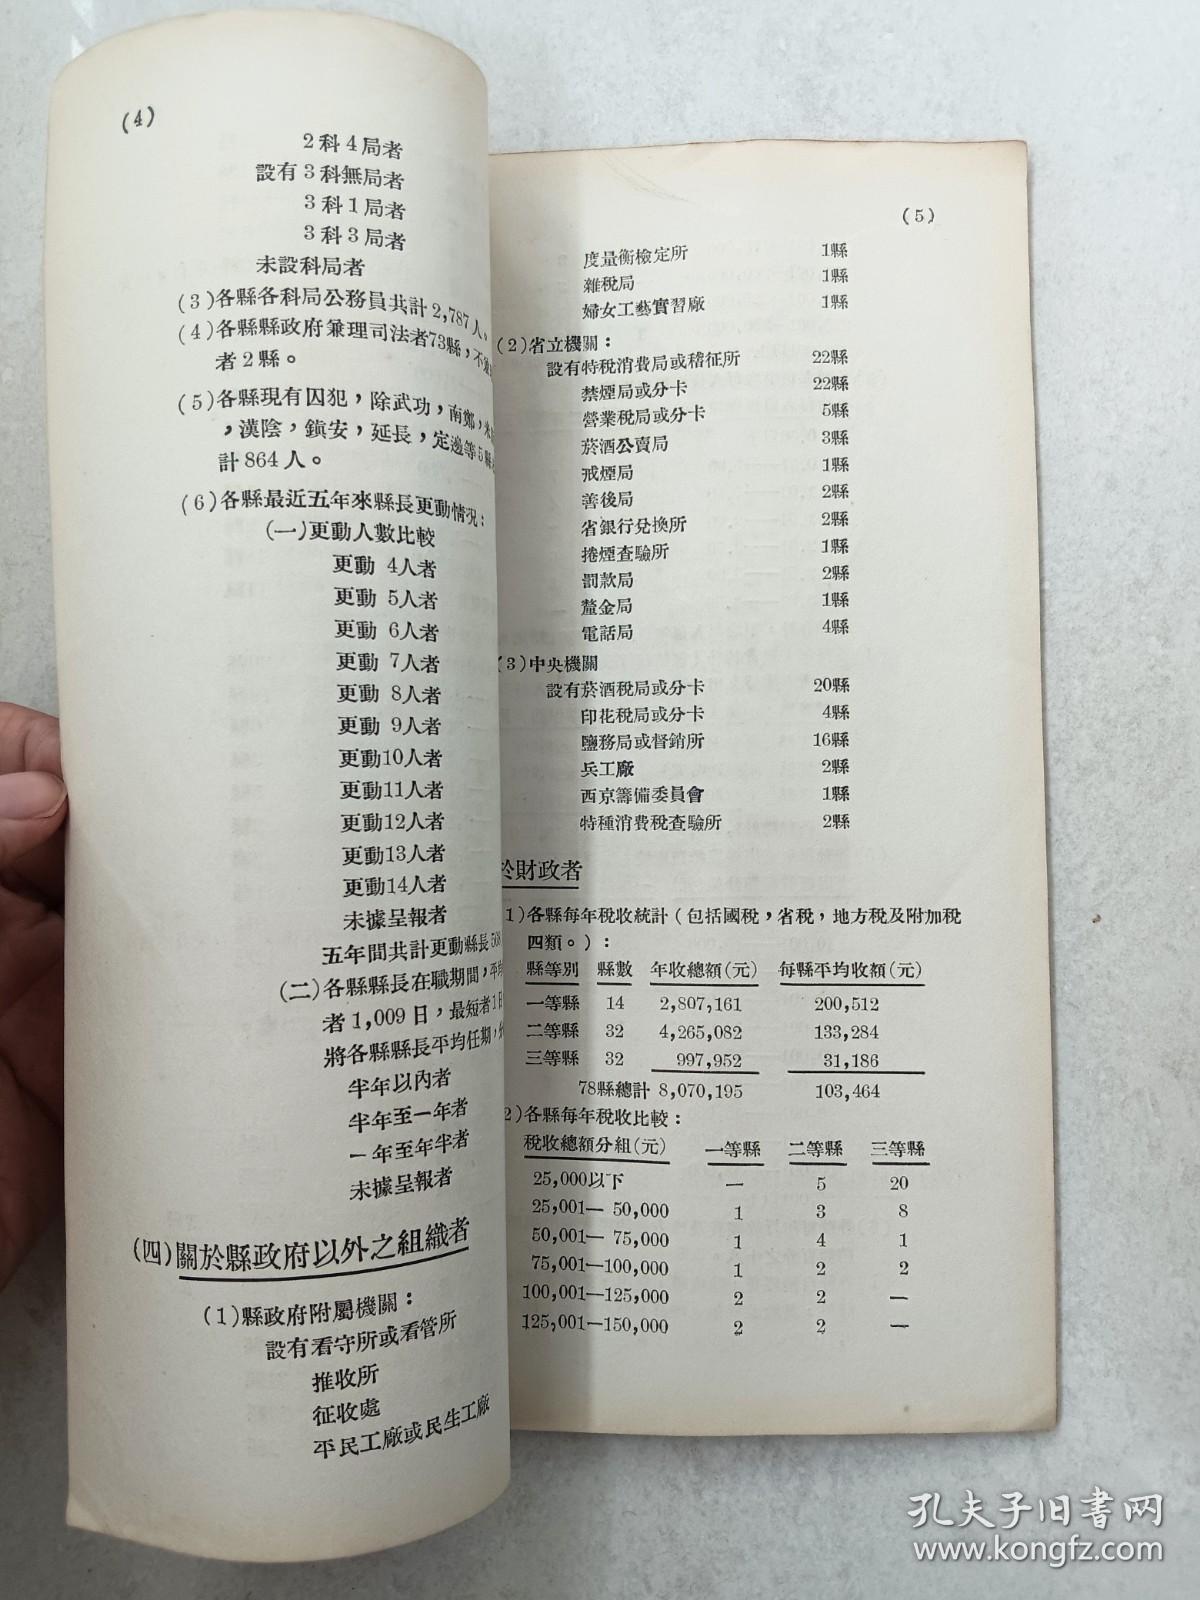 (4)
2科4局者
設有3科無局者
3科1局者
3科3局者
未設科局者
(3)各縣各科局公務員共計2,787人。
(4)各縣縣政府兼理司法者73縣，不兼
者2縣。
(5)各縣現有囚犯，除武功，南鄭，
，漢陰，鎭安，延長，定邊等5縣
計864人。
(6)各縣最近五年來縣長更動情況：
(一)更動人數比較
更動 4人者
更動 5人者
更動 6人者
更動 7人者
更動 8人者
更動 9人者
更動10人者
更動11人者
更動12人者
更動13人者
更動14人者
未據呈報者
五年間共計更動縣長568
(二)各縣縣長在職期間，平均
者1,009日，最短者1日
將各縣縣長平均任期，
半年以內者
半年至一年者
一年至年半者
未據呈報者
(四)關於縣政府以外之組織者
(1)縣政府附屬機關：
設有看守所或看管所
推收所
征收處
平民工廠或民生工廠
(5)
度量衡檢定所 1縣
雜稅局 1縣
婦女工藝實習廠 1縣
(2)省立機關：
設有特稅消費局或稽征所 22縣
禁煙局或分卡 22縣
營業稅局或分卡 5縣
菸酒公賣局 3縣
戒煙局 1縣
善後局 2縣
省銀行兌換所 2縣
捲煙查驗所 1縣
罰款局 2縣
釐金局 1縣
電話局 4縣
(3)中央機關
設有菸酒稅局或分卡 20縣
印花稅局或分卡 4縣
鹽務局或督銷所 16縣
兵工廠 2縣
西京籌備委員會 1縣
特種消費稅查驗所 2縣
於財政者
1)各縣每年稅收統計(包括國稅，省稅，地方稅及附加稅
四類。)：
縣等別 縣數 年收總額(元) 每縣平均收額(元)
一等縣 14 2,807,161 200,512
二等縣 32 4,265,082 133,284
三等縣 32 997,952 31,186
78縣總計 8,070,195 103,464
2)各縣每年稅收比較：
稅收總額分組(元) 一等縣 二等縣 三等縣
25,000以下 — 5 20
25,001— 50,000 1 3 8
50,001— 75,000 1 4 1
75,001—100,000 1 2 2
100,001—125,000 2 2 —
125,001—150,000 2 2 —
孔夫子旧书网
www.kongfz.com